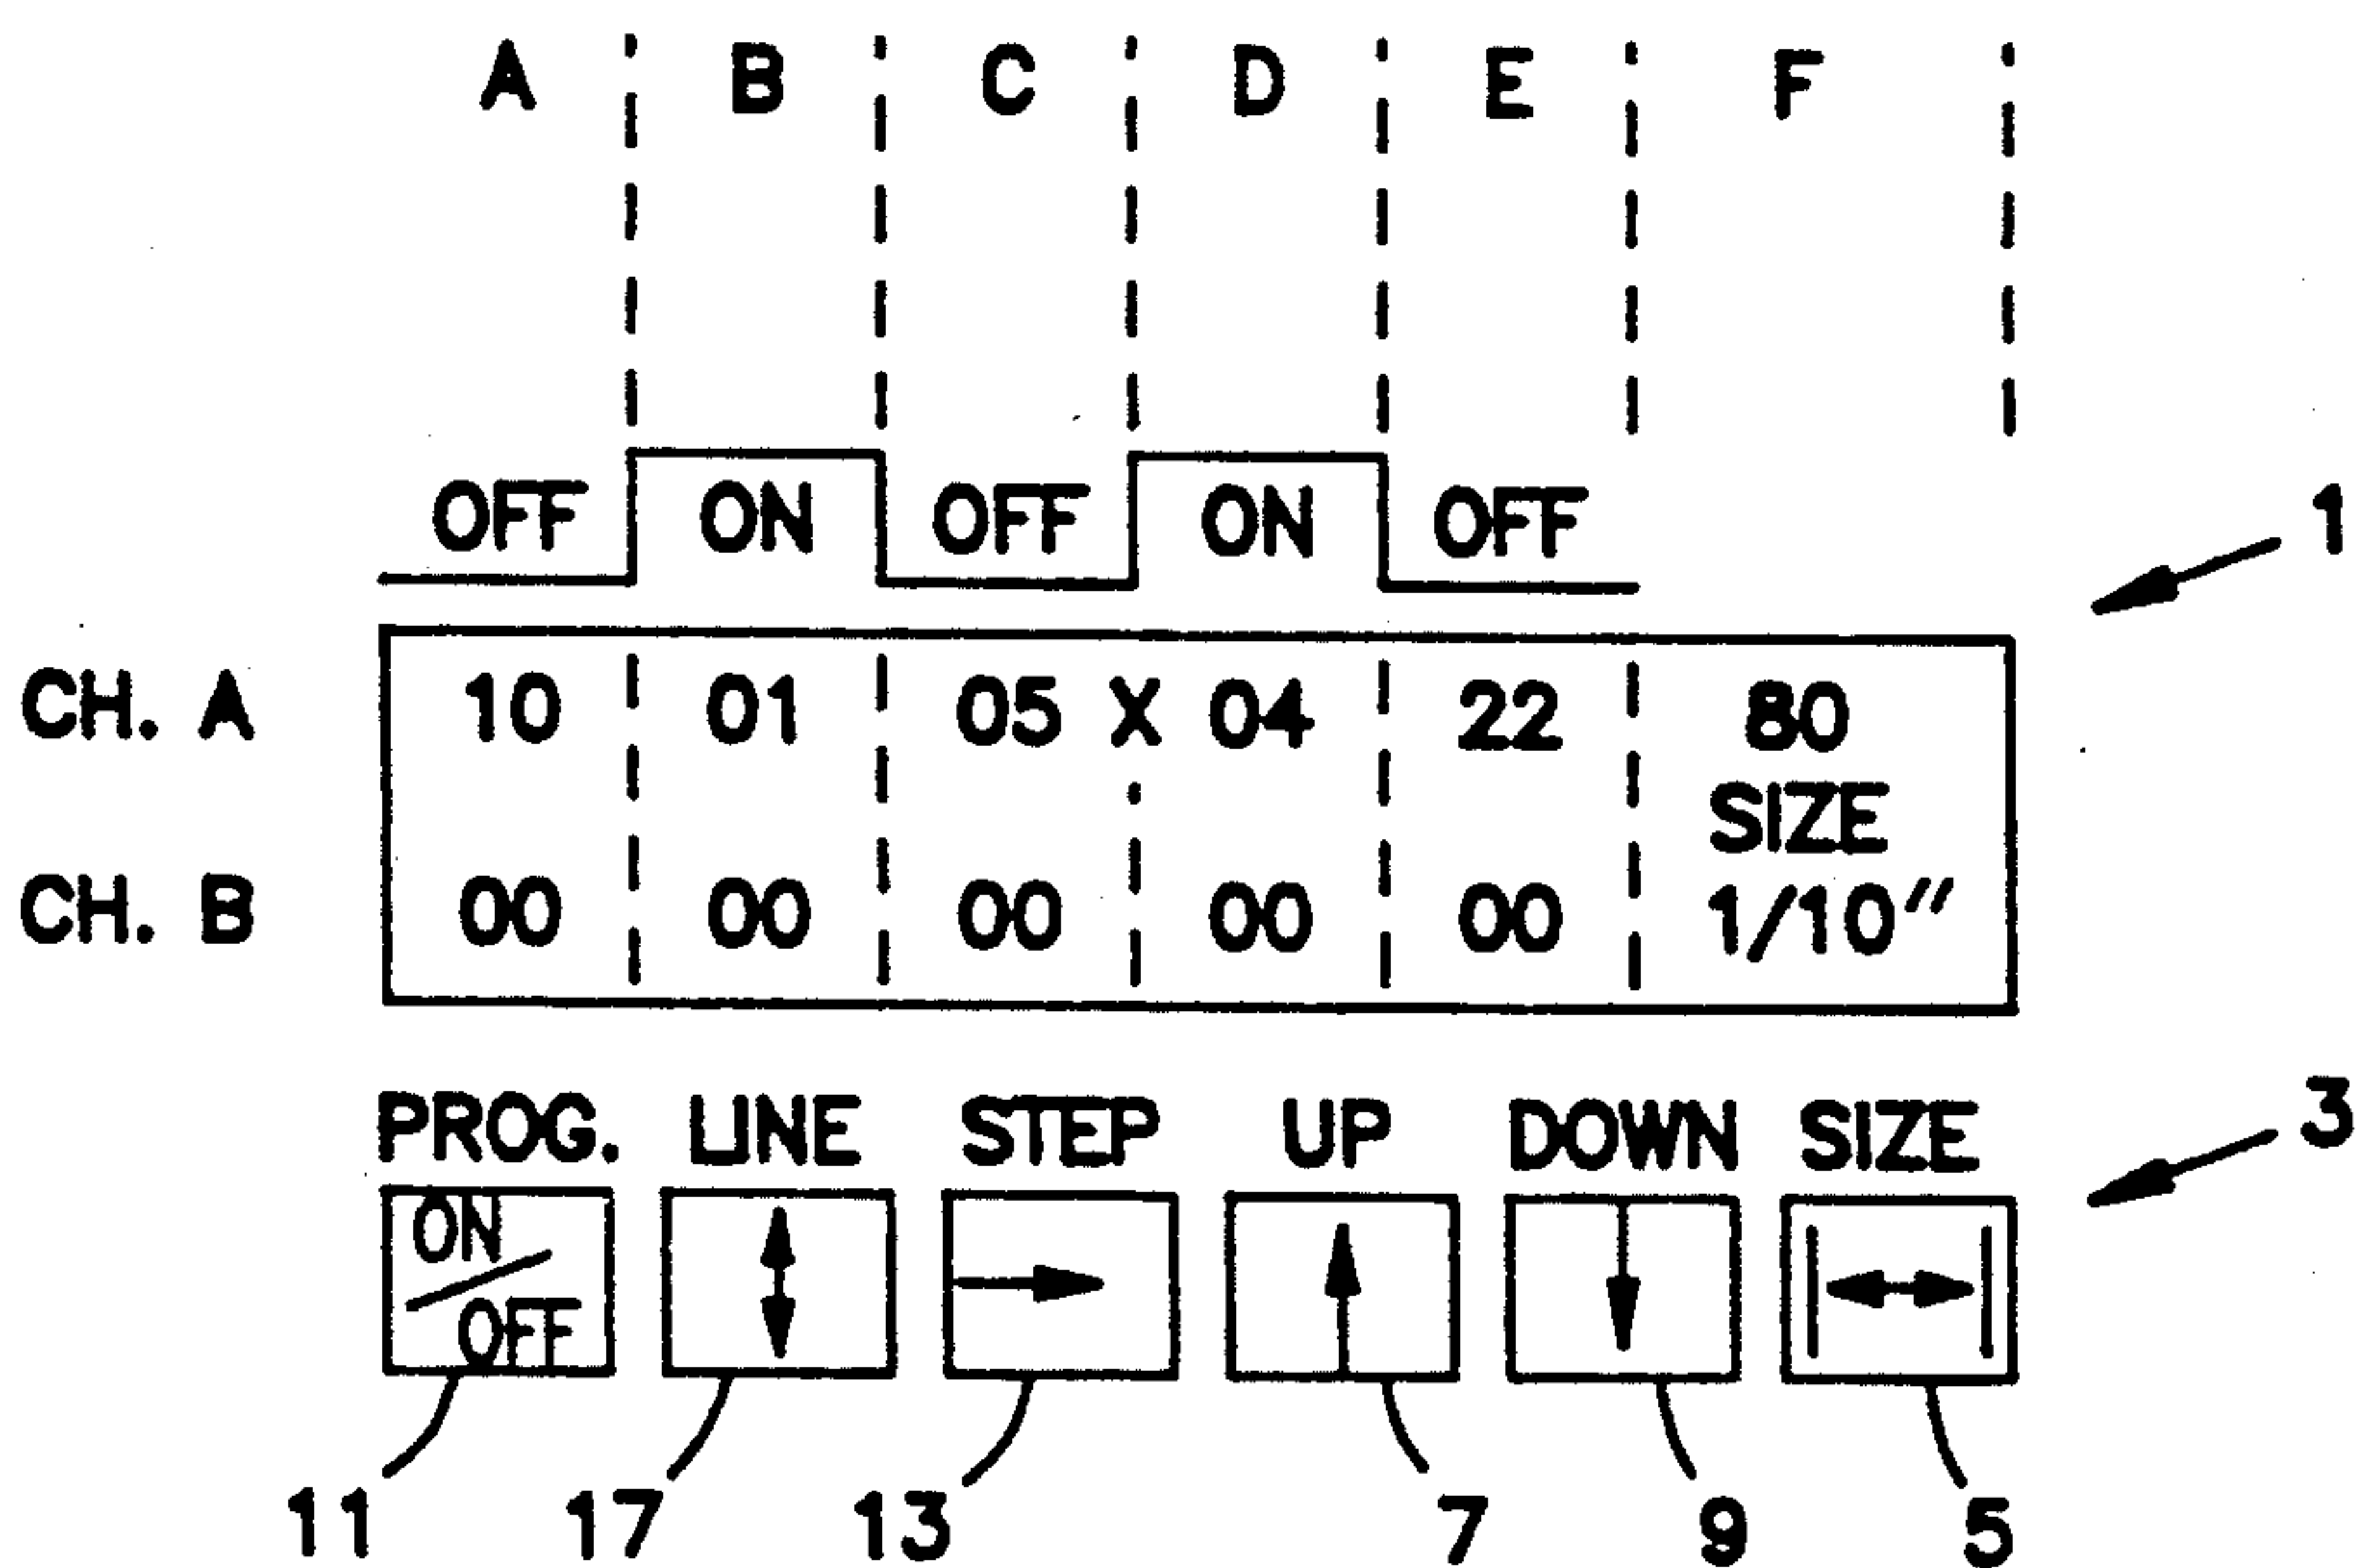 A B C D E F
OFF ON OFF ON OFF
1
CH. A 10 01 05 X 04 22 80
SIZE
CH. B 00 00 00 00 00 1/10"
3
PROG. LINE STEP UP DOWN SIZE
ON
OFF
11 17 13 7 9 5